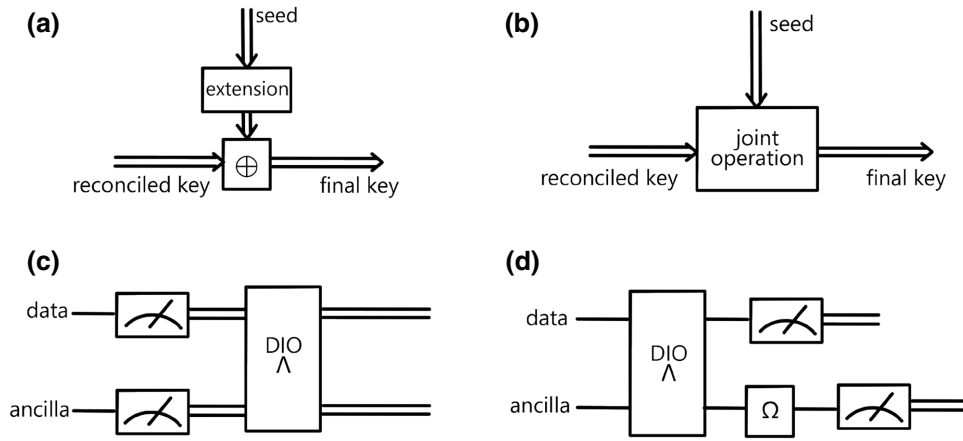 (a)
seed
extension
⊕
reconciled key
final key
(b)
seed
joint
operation
reconciled key
final key
(c)
data
DIO
Λ
ancilla
(d)
data
DIO
Λ
ancilla
Ω